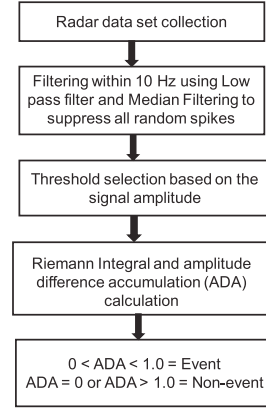 Radar data set collection
Filtering within 10 Hz using Low
pass filter and Median Filtering to
suppress all random spikes
Threshold selection based on the
signal amplitude
Riemann Integral and amplitude
difference accumulation (ADA)
calculation
0 < ADA < 1.0 = Event
ADA = 0 or ADA > 1.0 = Non-event